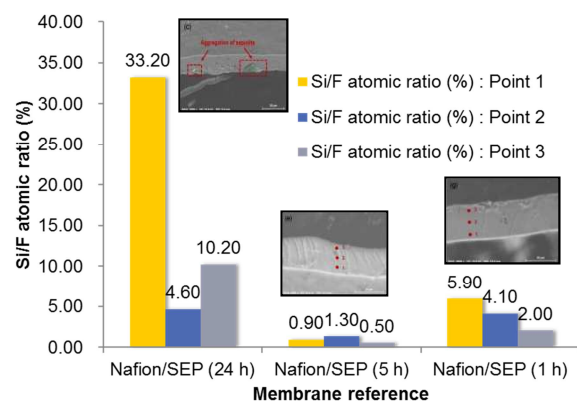 40.00
35.00
30.00
25.00
20.00
15.00
10.00
5.00
0.00
Si/F atomic ratio (%)
(c)
Aggregation of sepiolite
Si/F atomic ratio (%) : Point 1
Si/F atomic ratio (%) : Point 2
Si/F atomic ratio (%) : Point 3
33.20
4.60
10.20
(e)
0.90
1.30
0.50
(g)
5.90
4.10
2.00
Nafion/SEP (24 h)
Nafion/SEP (5 h)
Nafion/SEP (1 h)
Membrane reference